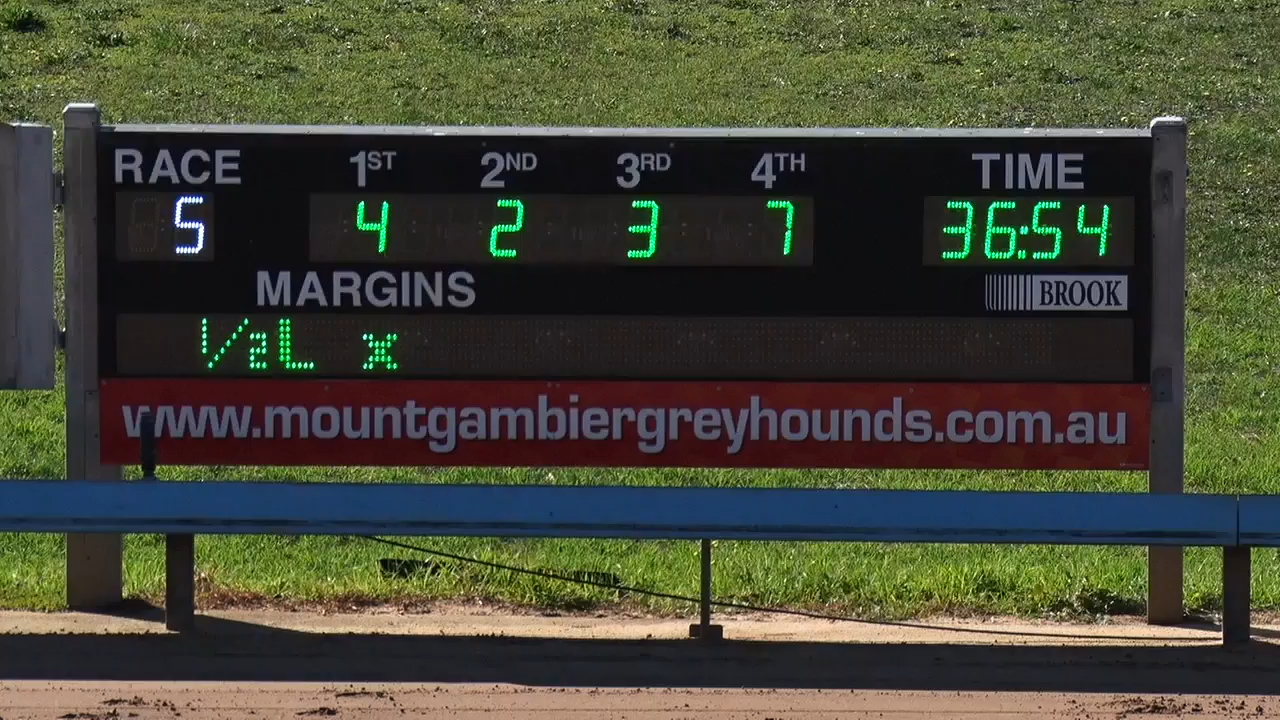 RACE 1ST 2ND 3RD 4TH TIME
5 4 2 3 7 36:54
MARGINS BROOK
1/2L x
www.mountgambiergreyhounds.com.au